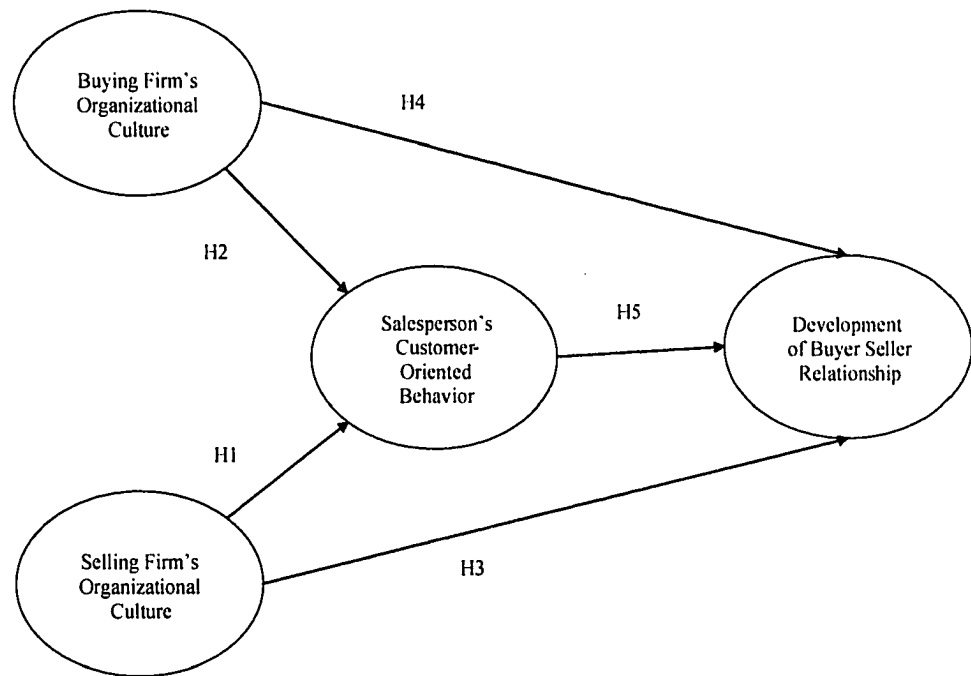 Buying Firm's
Organizational
Culture
H4
H2
Salesperson's
Customer-
Oriented
Behavior
H5
Development
of Buyer Seller
Relationship
H1
Selling Firm's
Organizational
Culture
H3